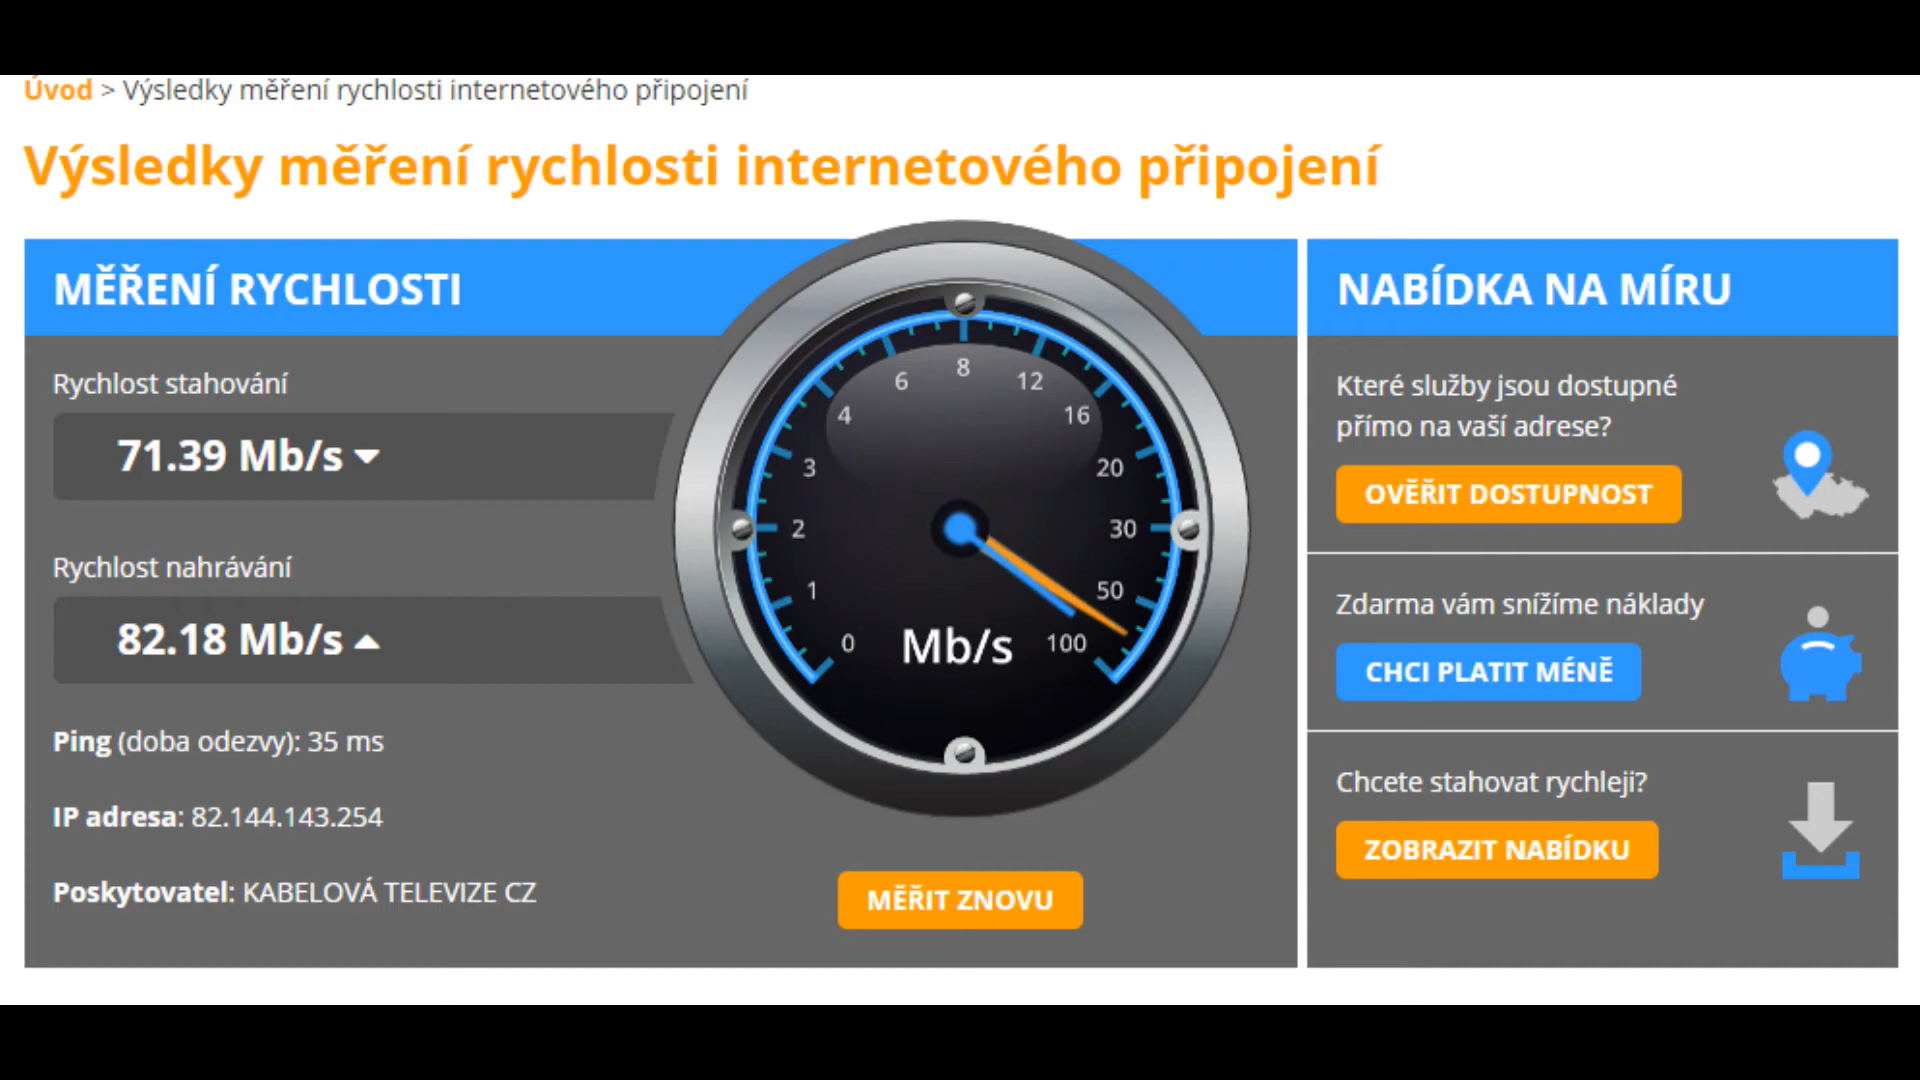 Úvod > Výsledky měření rychlosti internetového připojení
Výsledky měření rychlosti internetového připojení
MĚŘENÍ RYCHLOSTI
Rychlost stahování
71.39 Mb/s
Rychlost nahrávání
82.18 Mb/s
Ping (doba odezvy): 35 ms
IP adresa: 82.144.143.254
Poskytovatel: KABELOVÁ TELEVIZE CZ
0
1
2
3
4
6
8
12
16
20
30
50
100
Mb/s
MĚŘIT ZNOVU
NABÍDKA NA MÍRU
Které služby jsou dostupné
přímo na vaší adrese?
OVĚŘIT DOSTUPNOST
Zdarma vám snížíme náklady
CHCI PLATIT MÉNĚ
Chcete stahovat rychleji?
ZOBRAZIT NABÍDKU